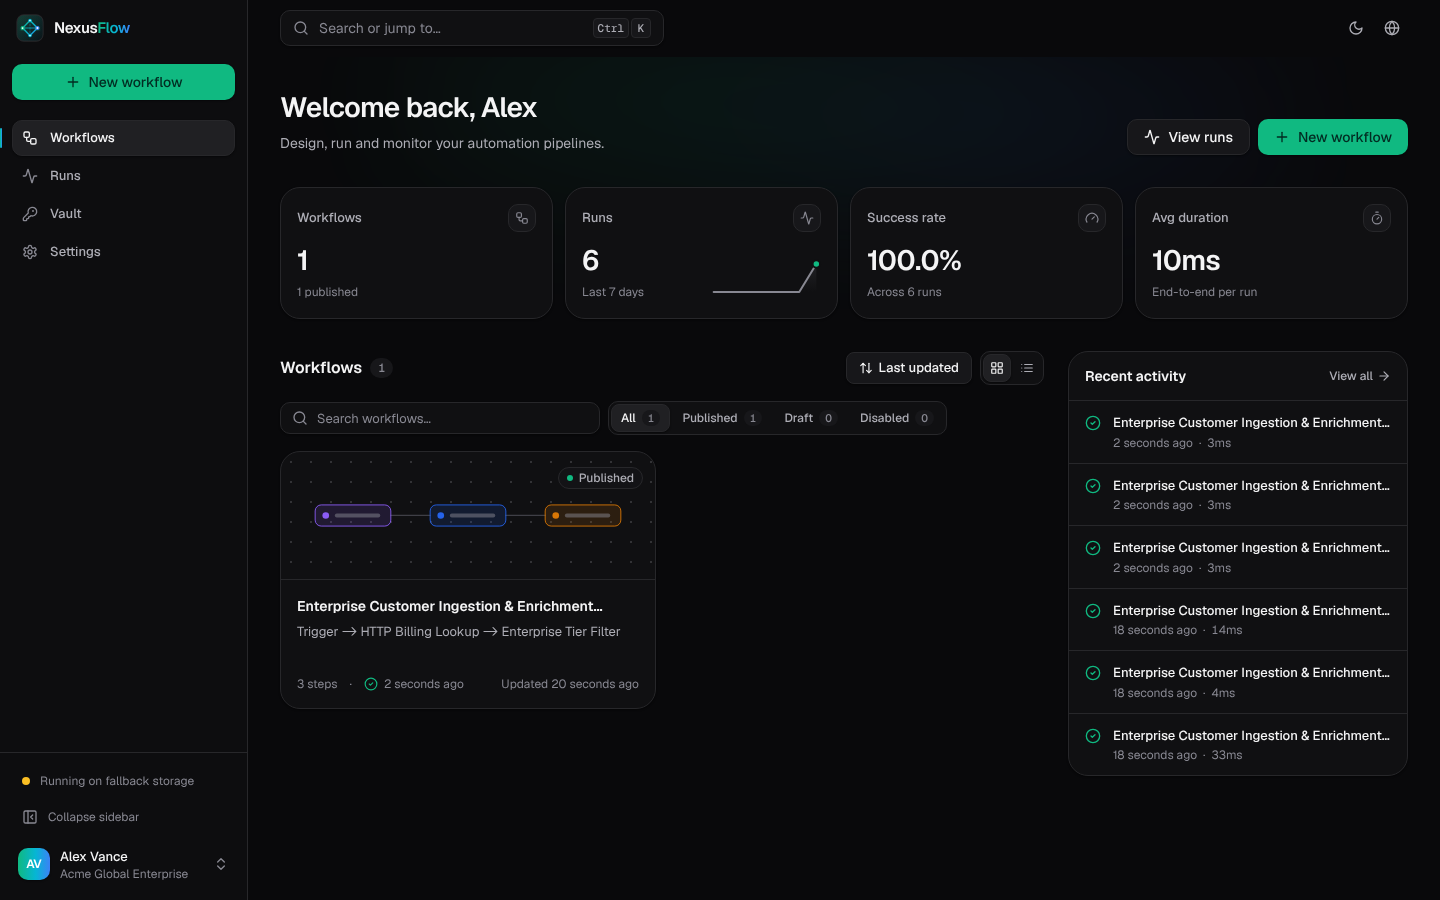 NexusFlow
New workflow
Workflows
Runs
Vault
Settings
Running on fallback storage
Collapse sidebar
AV
Alex Vance
Acme Global Enterprise
Search or jump to...
Ctrl K
Welcome back, Alex
Design, run and monitor your automation pipelines.
View runs
New workflow
Workflows
1
1 published
Runs
6
Last 7 days
Success rate
100.0%
Across 6 runs
Avg duration
10ms
End-to-end per run
Workflows 1
Last updated
Search workflows...
All 1 Published 1 Draft 0 Disabled 0
Published
Enterprise Customer Ingestion & Enrichment...
Trigger → HTTP Billing Lookup → Enterprise Tier Filter
3 steps · 2 seconds ago Updated 20 seconds ago
Recent activity View all →
Enterprise Customer Ingestion & Enrichment...
2 seconds ago · 3ms
Enterprise Customer Ingestion & Enrichment...
2 seconds ago · 3ms
Enterprise Customer Ingestion & Enrichment...
2 seconds ago · 3ms
Enterprise Customer Ingestion & Enrichment...
18 seconds ago · 14ms
Enterprise Customer Ingestion & Enrichment...
18 seconds ago · 4ms
Enterprise Customer Ingestion & Enrichment...
18 seconds ago · 33ms